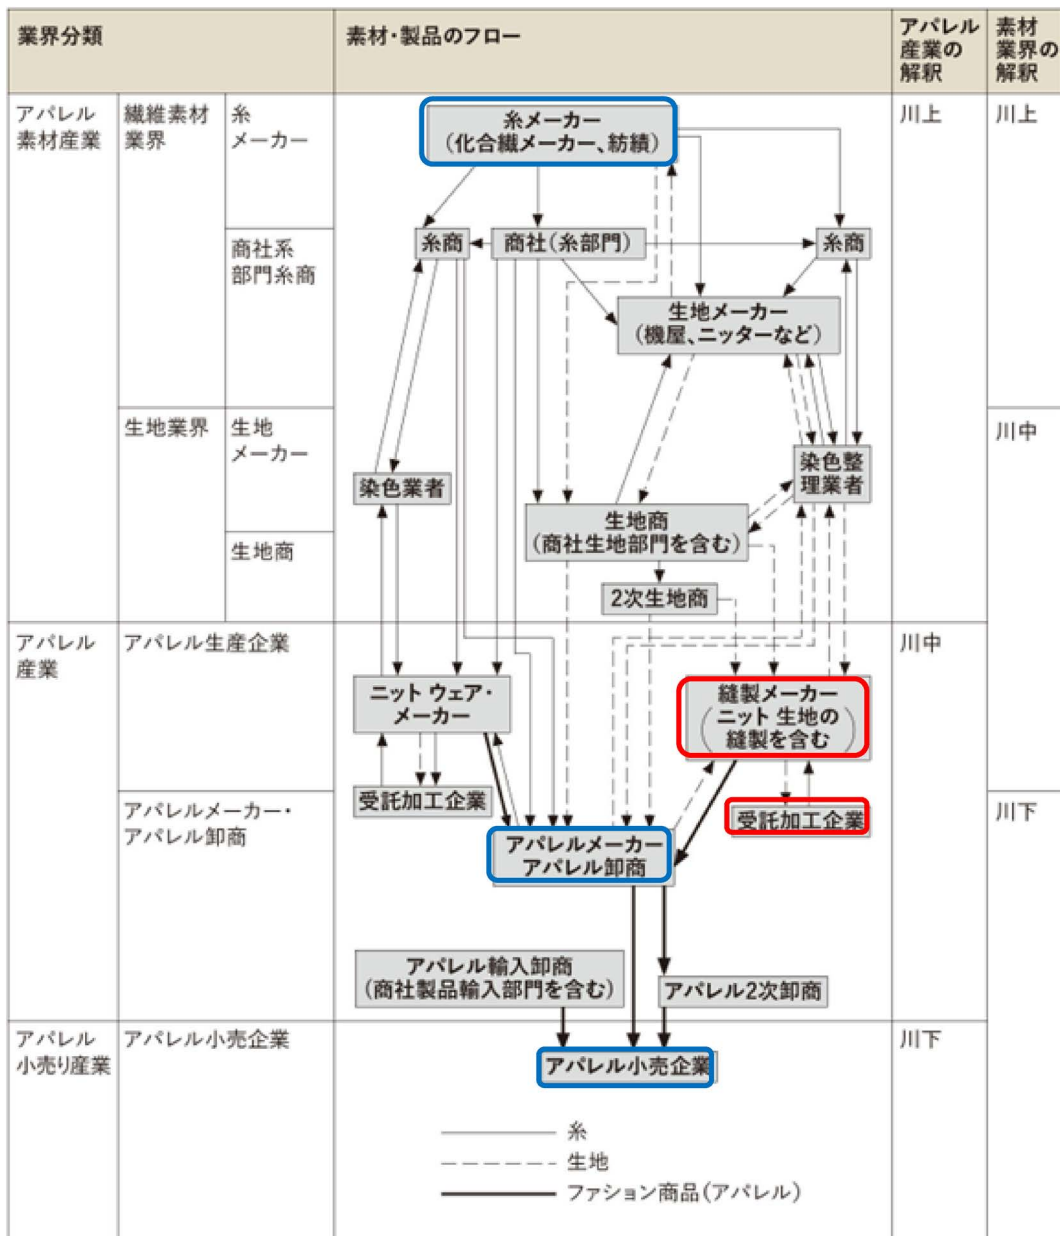 業界分類
素材・製品のフロー
アパレル
産業の
解釈
素材
業界の
解釈
アパレル
素材産業
繊維素材
業界
糸
メーカー
糸メーカー
(化合繊メーカー、紡績)
川上
川上
商社系
部門糸商
糸商
商社(糸部門)
糸商
生地メーカー
(機屋、ニッターなど)
生地業界
生地
メーカー
川中
染色業者
染色整
理業者
生地商
生地商
(商社生地部門を含む)
2次生地商
アパレル
産業
アパレル生産企業
川中
ニット ウェア・
メーカー
縫製メーカー
(ニット 生地の
縫製を含む)
受託加工企業
受託加工企業
アパレルメーカー・
アパレル卸商
川下
アパレルメーカー
アパレル卸商
アパレル輸入卸商
(商社製品輸入部門を含む)
アパレル2次卸商
アパレル
小売り産業
アパレル小売企業
川下
アパレル小売企業
糸
生地
ファション商品(アパレル)